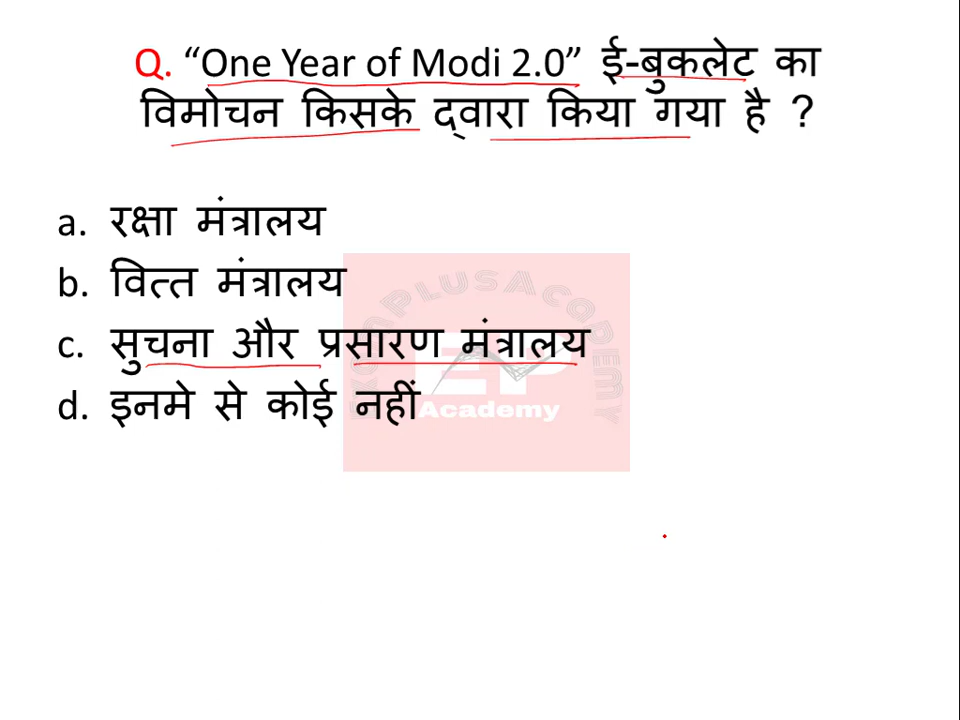 Q. “One Year of Modi 2.0” ई-बुकलेट का
विमोचन किसके द्वारा किया गया है ?
a. रक्षा मंत्रालय
b. वित्त मंत्रालय
c. सुचना और प्रसारण मंत्रालय
d. इनमे से कोई नहीं
EP
Academy